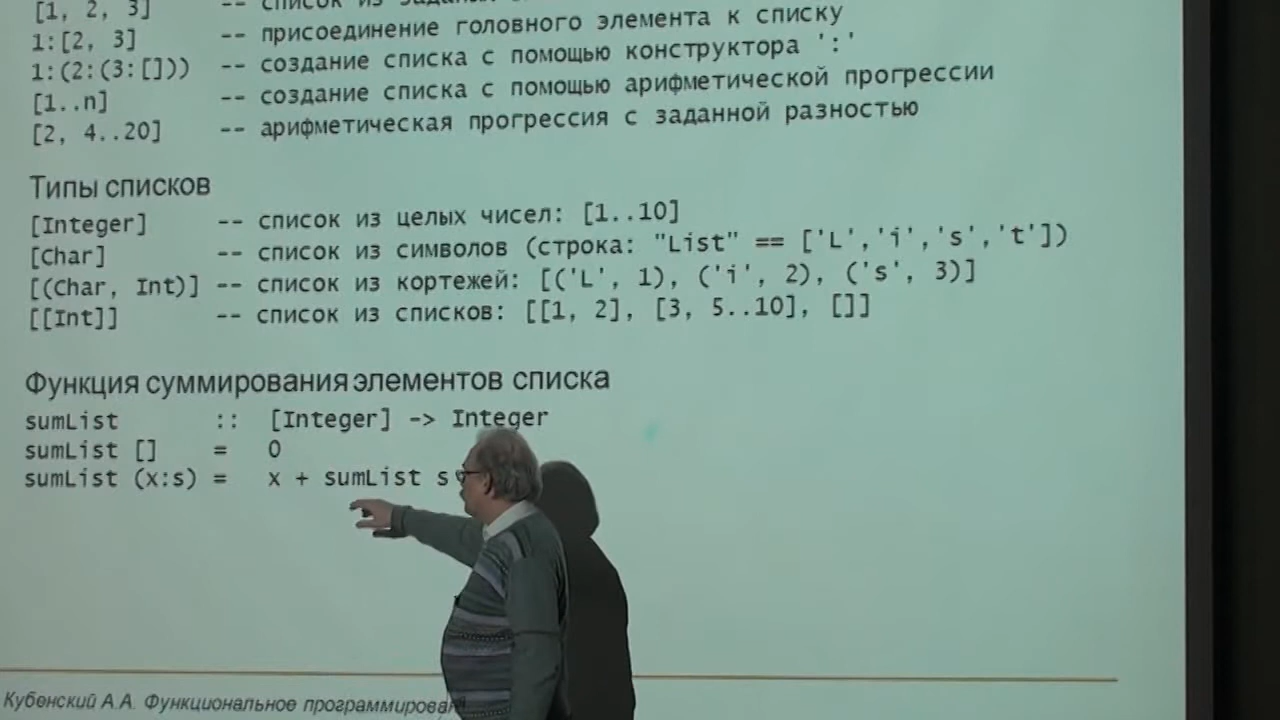 [1, 2, 3] -- список из заданных
1:[2, 3] -- присоединение головного элемента к списку
1:(2:(3:[])) -- создание списка с помощью конструктора ':'
[1..n] -- создание списка с помощью арифметической прогрессии
[2, 4..20] -- арифметическая прогрессия с заданной разностью
Типы списков
[Integer] -- список из целых чисел: [1..10]
[Char] -- список из символов (строка: "List" == ['L','i','s','t'])
[(Char, Int)] -- список из кортежей: [('L', 1), ('i', 2), ('s', 3)]
[[Int]] -- список из списков: [[1, 2], [3, 5..10], []]
Функция суммирования элементов списка
sumList :: [Integer] -> Integer
sumList [] = 0
sumList (x:s) = x + sumList s
Кубенский А.А. Функциональное программирован